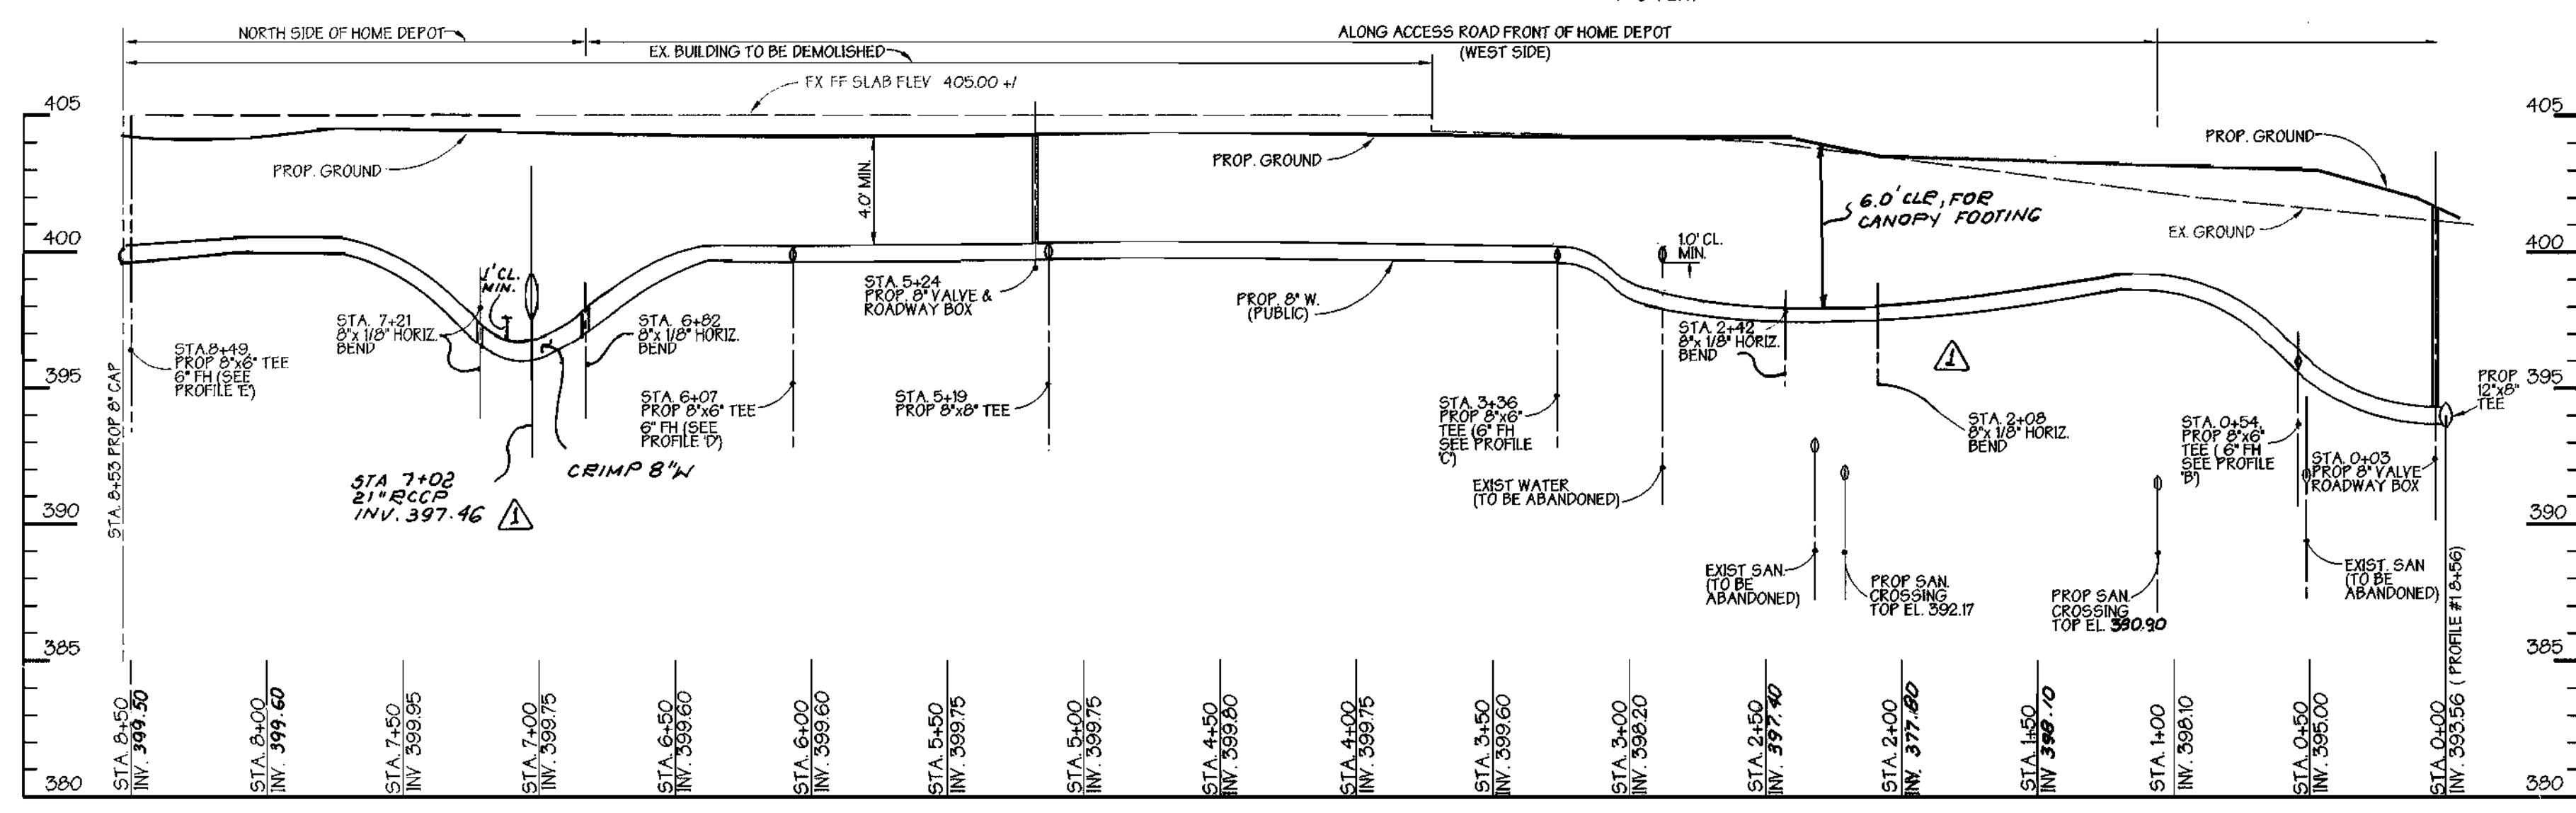 NORTH SIDE OF HOME DEPOT
ALONG ACCESS ROAD FRONT OF HOME DEPOT
(WEST SIDE)
EX. BUILDING TO BE DEMOLISHED
EX FF SLAB ELEV 405.00 +/
405
405
PROP. GROUND
PROP. GROUND
PROP. GROUND
4.0' MIN.
6.0' CLR, FOR
CANOPY FOOTING
EX. GROUND
400
400
1' CL.
MIN.
1.0' CL.
MIN.
STA. 5+24
PROP. 8" VALVE &
ROADWAY BOX
PROP. 8" W.
(PUBLIC)
STA. 7+21
8"x 1/8" HORIZ.
BEND
STA. 6+82
8"x 1/8" HORIZ.
BEND
STA. 2+42
8"x 1/8" HORIZ.
BEND
1
STA.8+49,
PROP 8"x6" TEE
6" FH (SEE
PROFILE 'E')
395
395
PROP
12"x8"
TEE
STA. 6+07
PROP 8"x6" TEE
6" FH (SEE
PROFILE 'D')
STA. 5+19
PROP 8"x8" TEE
STA. 3+36
PROP 8"x6"
TEE (6" FH
SEE PROFILE
'C')
STA. 2+08
8"x 1/8" HORIZ.
BEND
STA. 0+54,
PROP 8"x6"
TEE ( 6" FH
SEE PROFILE
'B')
STA. 0+03
PROP 8" VALVE
ROADWAY BOX
STA. 8+53 PROP 8" CAP
STA 7+02
21" RCCP
INV. 397.46
1
CRIMP 8"W
EXIST WATER
(TO BE ABANDONED)
390
390
EXIST SAN.
(TO BE
ABANDONED)
PROP SAN.
CROSSING
TOP EL. 392.17
PROP SAN.
CROSSING
TOP EL. 390.90
EXIST. SAN
(TO BE
ABANDONED)
385
385
STA. 8+50
INV. 399.50
STA. 8+00
INV. 399.60
STA. 7+50
INV 399.95
STA. 7+00
INV. 399.75
STA. 6+50
INV. 399.60
STA. 6+00
INV. 399.60
STA. 5+50
INV. 399.75
STA. 5+00
INV. 399.75
STA. 4+50
INV. 399.80
STA. 4+00
INV. 399.75
STA. 3+50
INV. 399.60
STA. 3+00
INV. 398.20
STA. 2+50
INV. 397.40
STA. 2+00
INV. 377.80
STA. 1+50
INV 398.10
STA. 1+00
INV. 398.10
STA. 0+50
INV. 395.00
STA. 0+00
INV. 393.56 ( PROFILE #1 8+56)
380
380